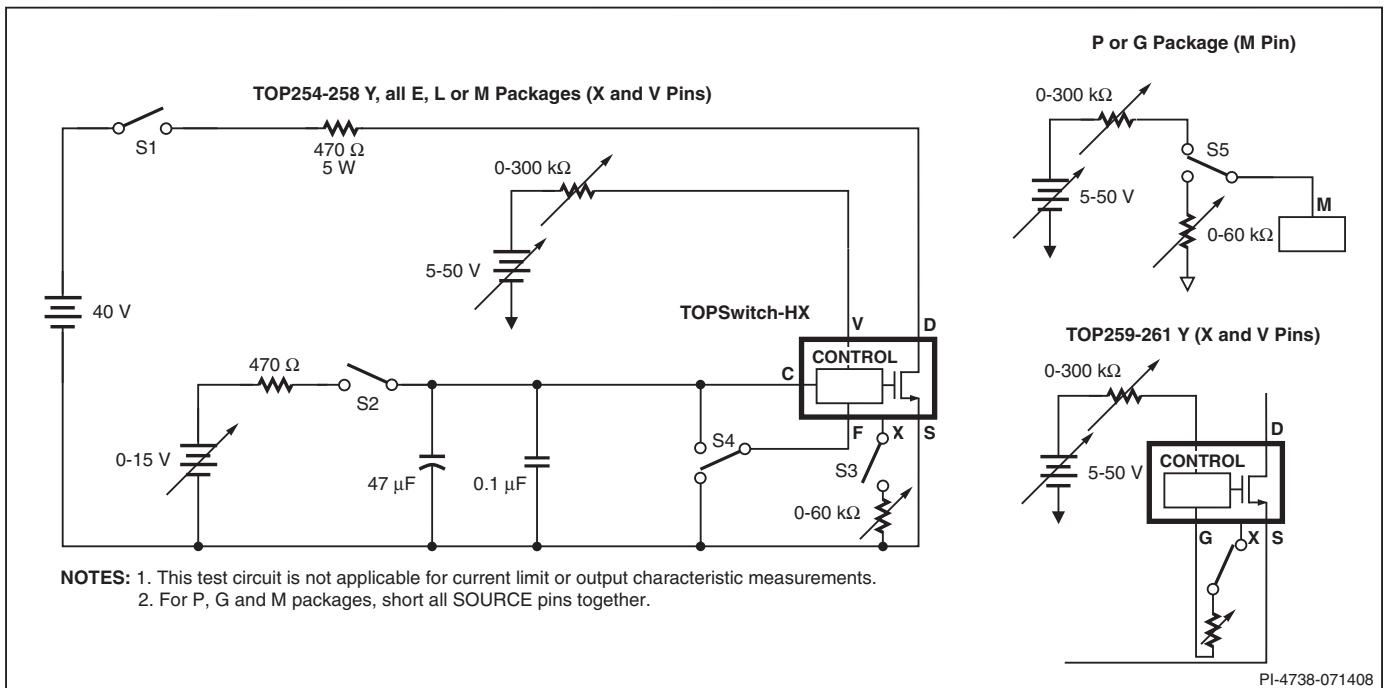 TOP254-258 Y, all E, L or M Packages (X and V Pins)
S1
470 Ω
5 W
0-300 kΩ
5-50 V
40 V
TOPSwitch-HX
V
D
CONTROL
C
470 Ω
S2
F
X
S
S4
S3
0-15 V
47 µF
0.1 µF
0-60 kΩ
P or G Package (M Pin)
0-300 kΩ
S5
5-50 V
M
0-60 kΩ
TOP259-261 Y (X and V Pins)
0-300 kΩ
D
5-50 V
CONTROL
G
X
S
NOTES: 1. This test circuit is not applicable for current limit or output characteristic measurements.
2. For P, G and M packages, short all SOURCE pins together.
PI-4738-071408